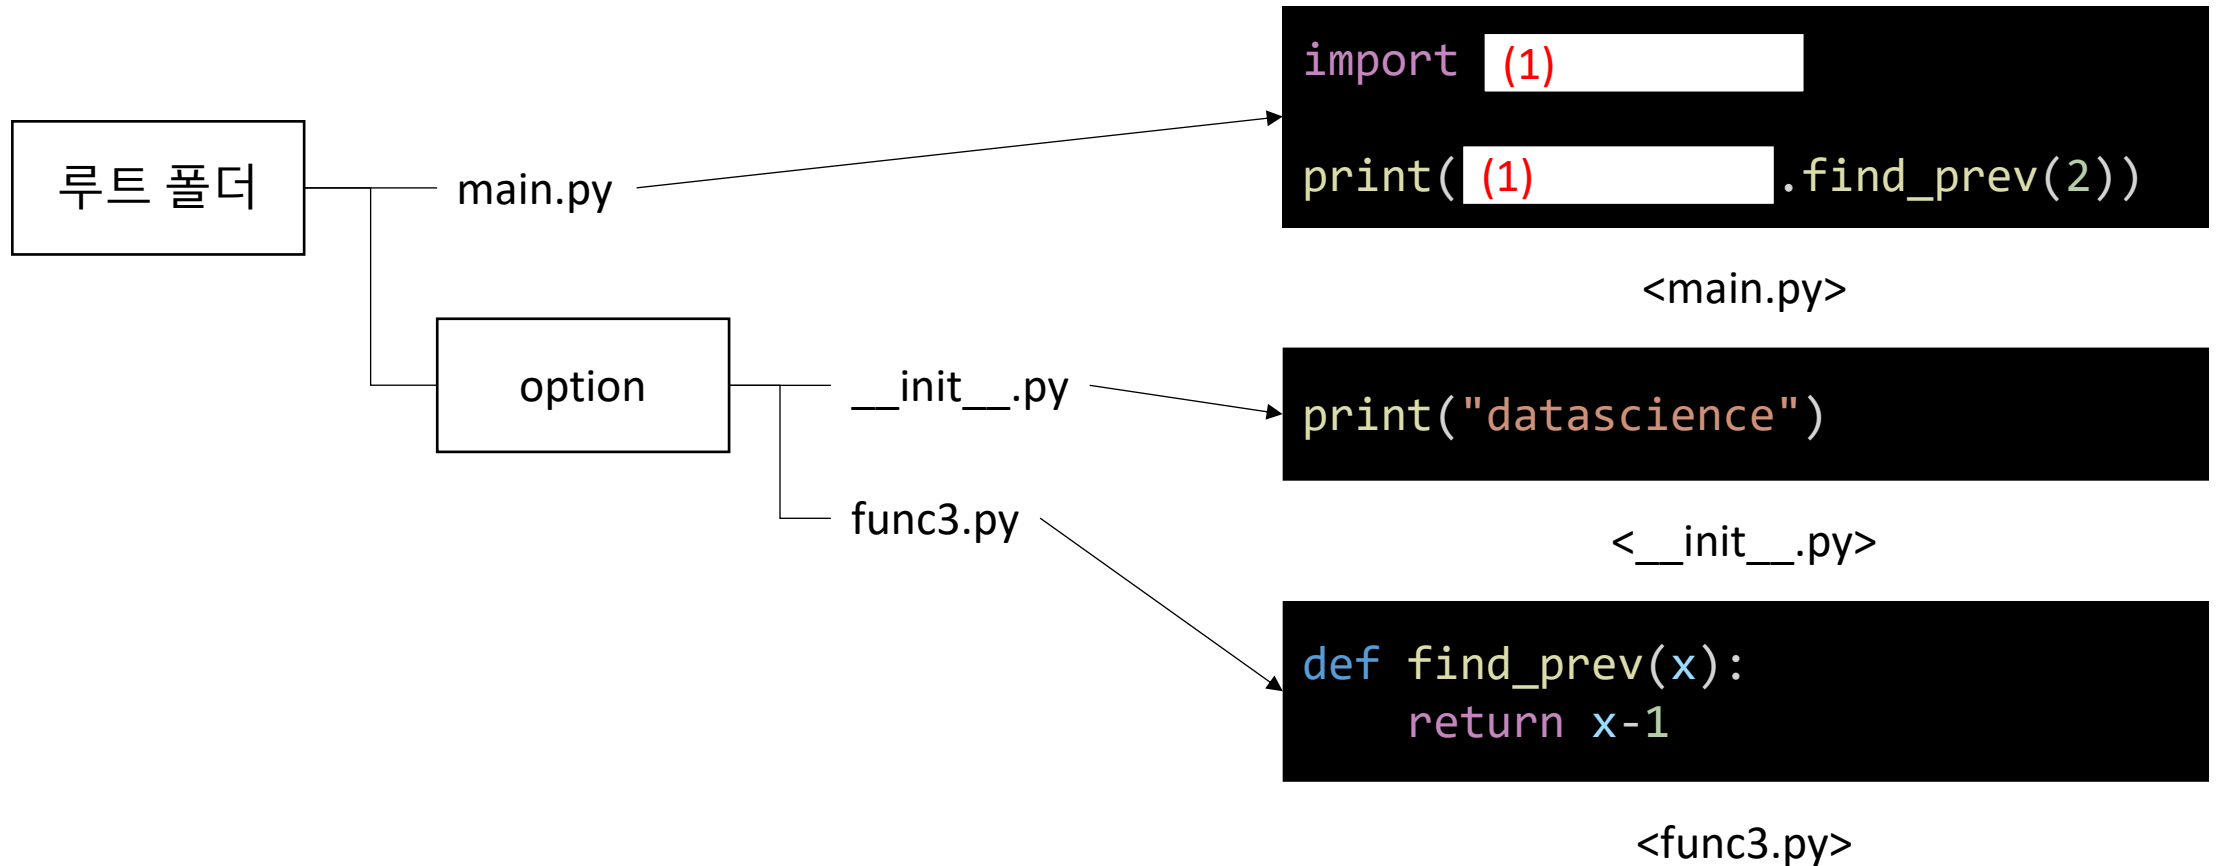 루트 폴더
main.py
option
__init__.py
func3.py
import (1)
print( (1) .find_prev(2))
<main.py>
print("datascience")
<__init__.py>
def find_prev(x):
    return x-1
<func3.py>